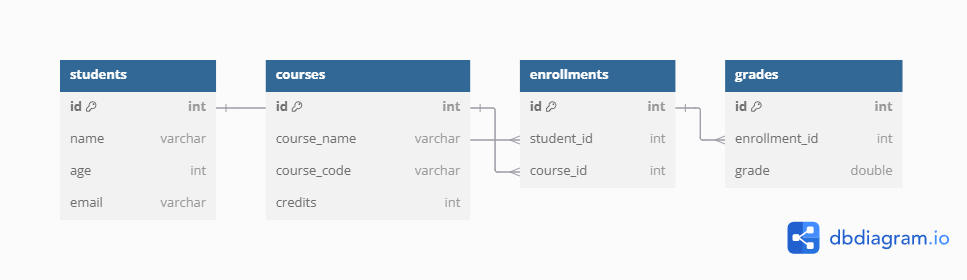 students
id int
name varchar
age int
email varchar
courses
id int
course_name varchar
course_code varchar
credits int
enrollments
id int
student_id int
course_id int
grades
id int
enrollment_id int
grade double
dbdiagram.io